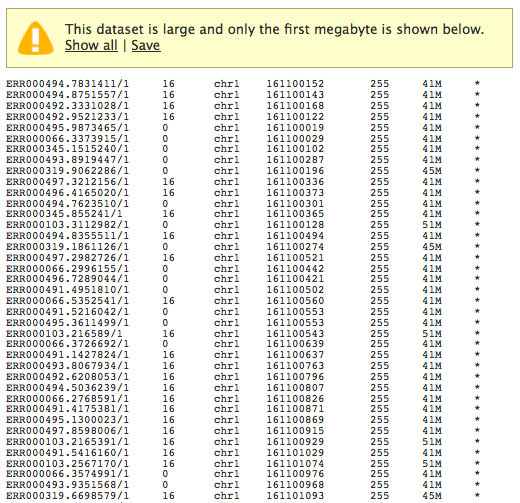 This dataset is large and only the first megabyte is shown below.
Show all | Save
ERR000494.7831411/1 16 chr1 161100152 255 41M *
ERR000494.8751557/1 16 chr1 161100143 255 41M *
ERR000492.3331028/1 16 chr1 161100168 255 41M *
ERR000492.9521233/1 16 chr1 161100122 255 41M *
ERR000495.9873465/1 0 chr1 161100019 255 41M *
ERR000066.3373915/1 0 chr1 161100029 255 41M *
ERR000345.1515240/1 0 chr1 161100102 255 41M *
ERR000493.8919447/1 0 chr1 161100287 255 41M *
ERR000319.9062286/1 0 chr1 161100196 255 45M *
ERR000497.3212156/1 16 chr1 161100336 255 41M *
ERR000496.4165020/1 16 chr1 161100373 255 41M *
ERR000494.7623510/1 0 chr1 161100301 255 41M *
ERR000345.855241/1 16 chr1 161100365 255 41M *
ERR000103.3112982/1 0 chr1 161100128 255 51M *
ERR000494.8355511/1 16 chr1 161100494 255 41M *
ERR000319.1861126/1 0 chr1 161100274 255 45M *
ERR000497.2982726/1 16 chr1 161100521 255 41M *
ERR000066.2996155/1 0 chr1 161100442 255 41M *
ERR000496.7289044/1 0 chr1 161100421 255 41M *
ERR000491.4951810/1 0 chr1 161100502 255 41M *
ERR000066.5352541/1 16 chr1 161100560 255 41M *
ERR000491.5216042/1 0 chr1 161100553 255 41M *
ERR000495.3611499/1 0 chr1 161100553 255 41M *
ERR000103.216589/1 16 chr1 161100543 255 51M *
ERR000066.3726692/1 0 chr1 161100639 255 41M *
ERR000491.1427824/1 16 chr1 161100637 255 41M *
ERR000493.8067934/1 16 chr1 161100763 255 41M *
ERR000492.6208053/1 16 chr1 161100796 255 41M *
ERR000494.5036239/1 16 chr1 161100807 255 41M *
ERR000066.2768591/1 16 chr1 161100826 255 41M *
ERR000491.4175381/1 16 chr1 161100871 255 41M *
ERR000495.1300023/1 16 chr1 161100869 255 41M *
ERR000497.8598006/1 16 chr1 161100915 255 41M *
ERR000103.2165391/1 16 chr1 161100929 255 51M *
ERR000491.5416160/1 16 chr1 161101029 255 41M *
ERR000103.2567170/1 16 chr1 161101074 255 51M *
ERR000066.3574991/1 0 chr1 161100976 255 41M *
ERR000493.9351568/1 0 chr1 161100968 255 41M *
ERR000319.6698579/1 16 chr1 161101093 255 45M *